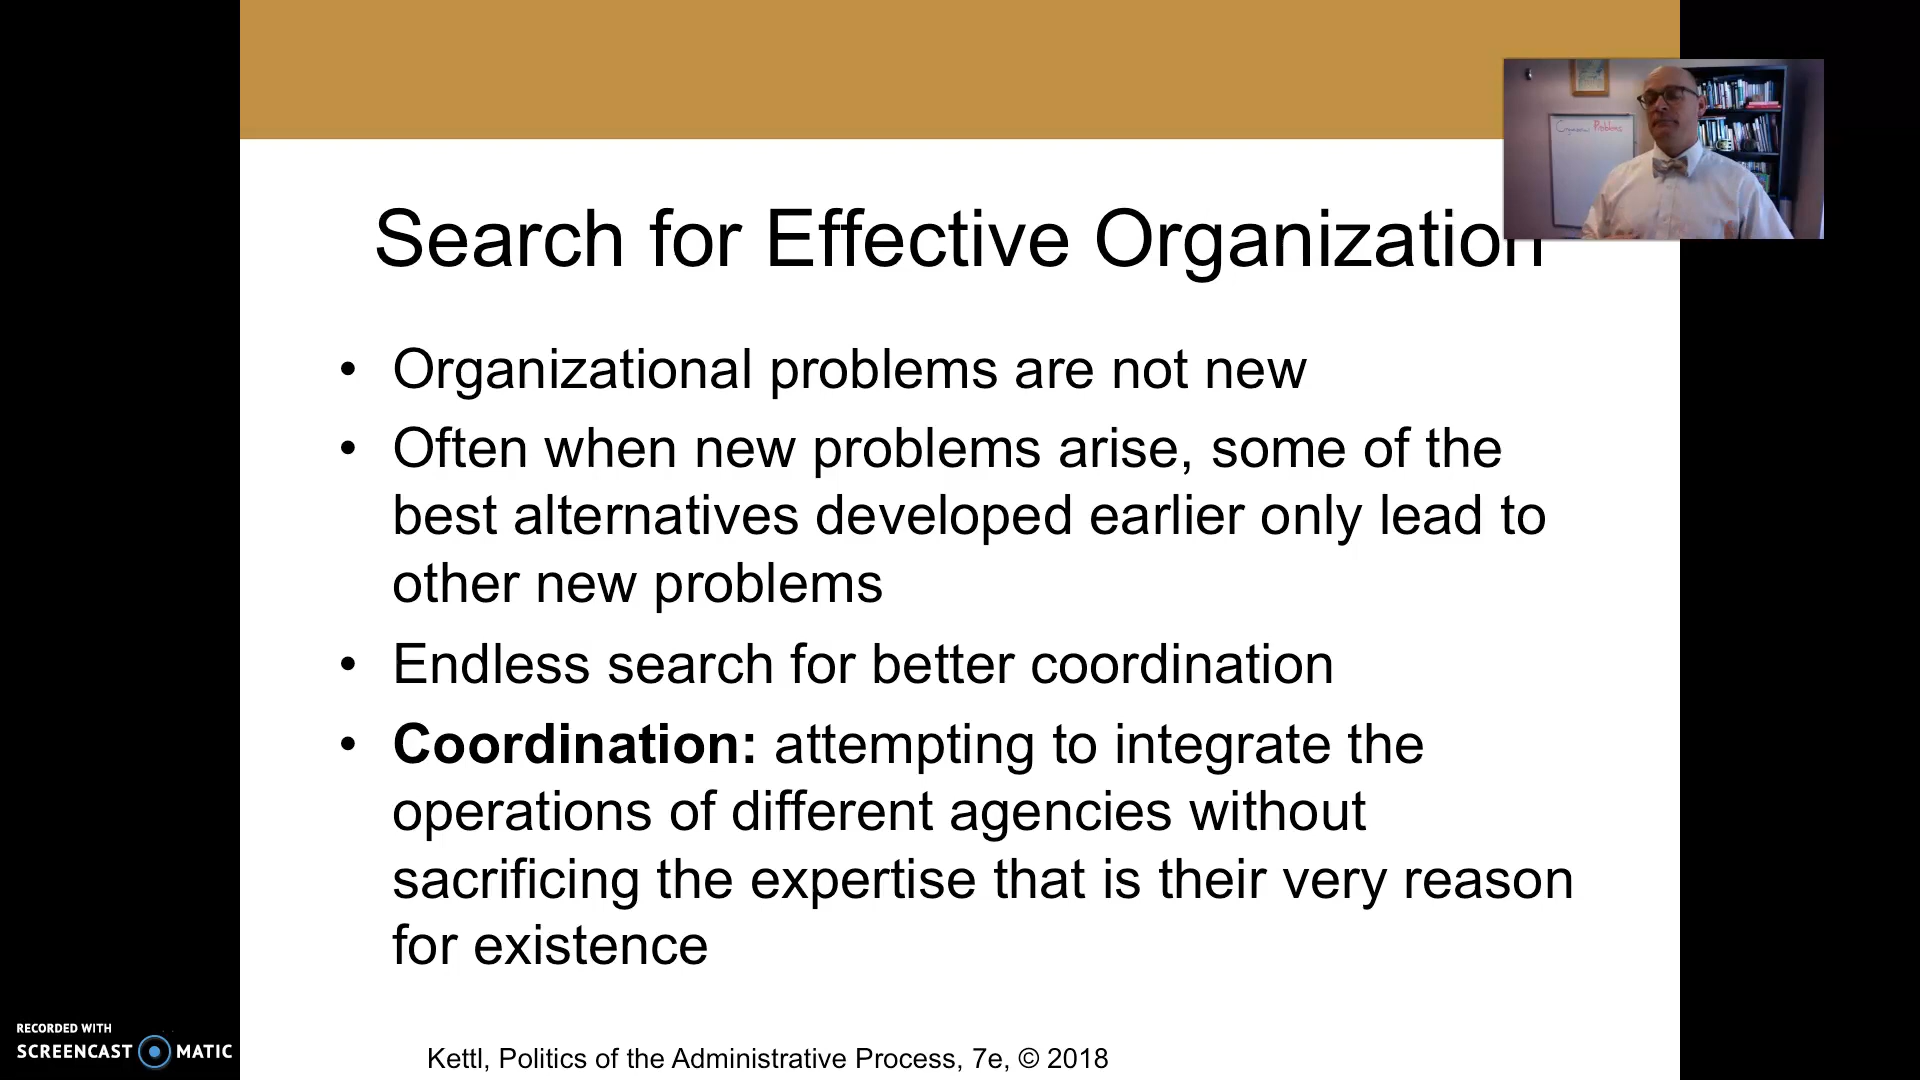 Organizational Problems
Search for Effective Organization
• Organizational problems are not new
• Often when new problems arise, some of the
best alternatives developed earlier only lead to
other new problems
• Endless search for better coordination
• Coordination: attempting to integrate the
operations of different agencies without
sacrificing the expertise that is their very reason
for existence
RECORDED WITH
SCREENCAST MATIC
Kettl, Politics of the Administrative Process, 7e, © 2018